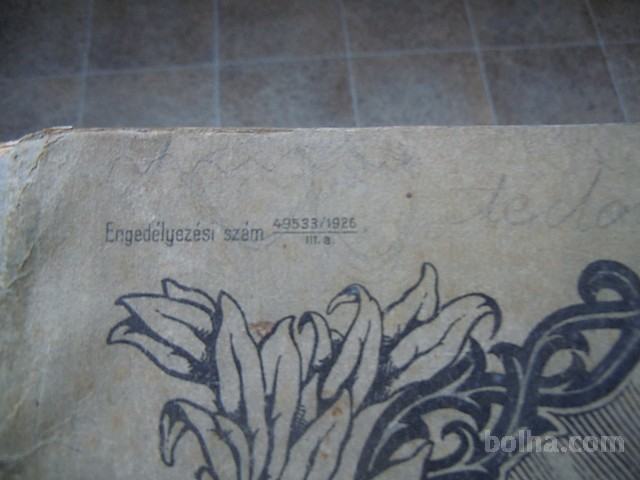 Engedélyezési szám 49533/1926
III. a.
bolha.com